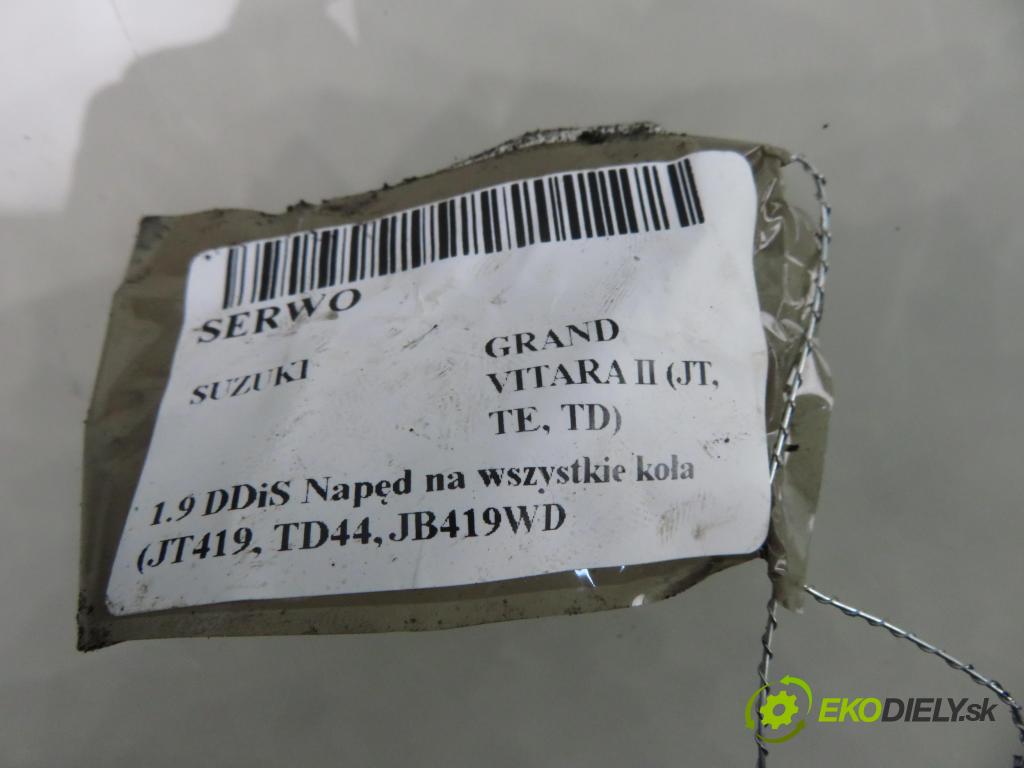 SERWO
SUZUKI
GRAND
VITARA II (JT,
TE, TD)
1.9 DDiS Napęd na wszystkie koła
(JT419, TD44, JB419WD
EKODIELY.sk